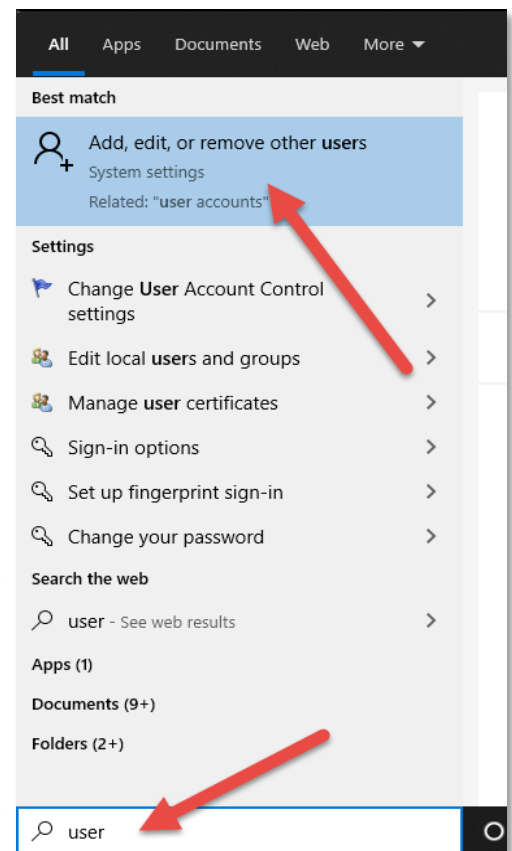 All Apps Documents Web More
Best match
Add, edit, or remove other users
System settings
Related: "user accounts"
Settings
Change User Account Control
settings
Edit local users and groups
Manage user certificates
Sign-in options
Set up fingerprint sign-in
Change your password
Search the web
user - See web results
Apps (1)
Documents (9+)
Folders (2+)
user